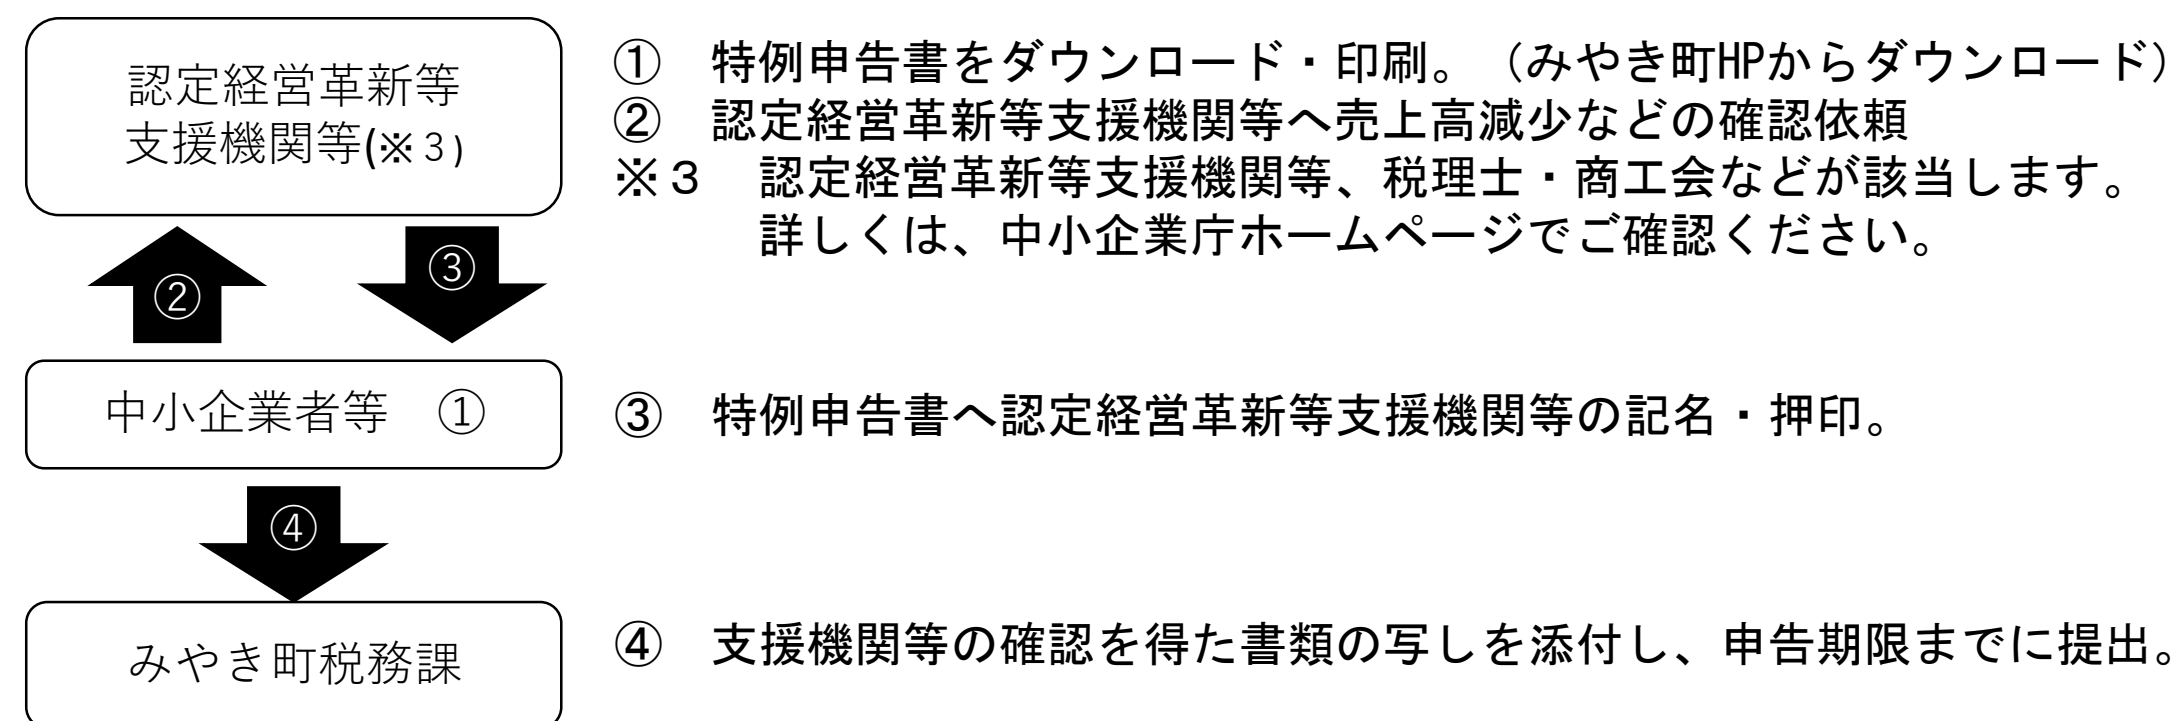 認定経営革新等
支援機関等(※３)
②
③
中小企業者等　①
④
みやき町税務課
①　特例申告書をダウンロード・印刷。（みやき町HPからダウンロード）
②　認定経営革新等支援機関等へ売上高減少などの確認依頼
※３　認定経営革新等支援機関等、税理士・商工会などが該当します。
詳しくは、中小企業庁ホームページでご確認ください。
③　特例申告書へ認定経営革新等支援機関等の記名・押印。
④　支援機関等の確認を得た書類の写しを添付し、申告期限までに提出。